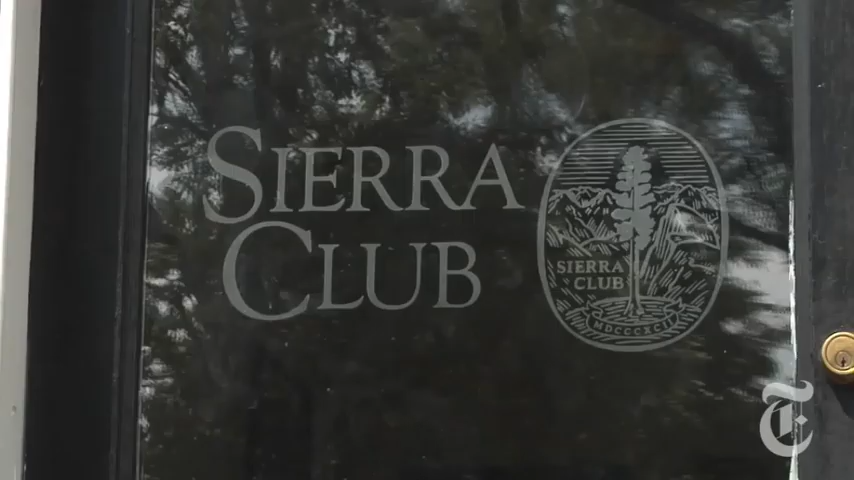 SIERRA
CLUB
SIERRA
CLUB
MDCCCXCII
T